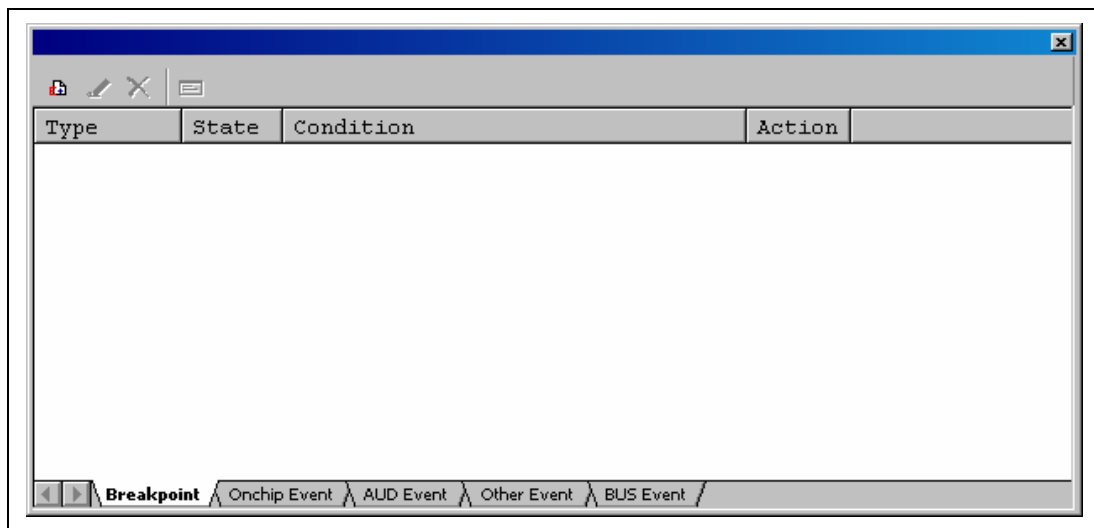 Type State Condition Action
Breakpoint Onchip Event AUD Event Other Event BUS Event